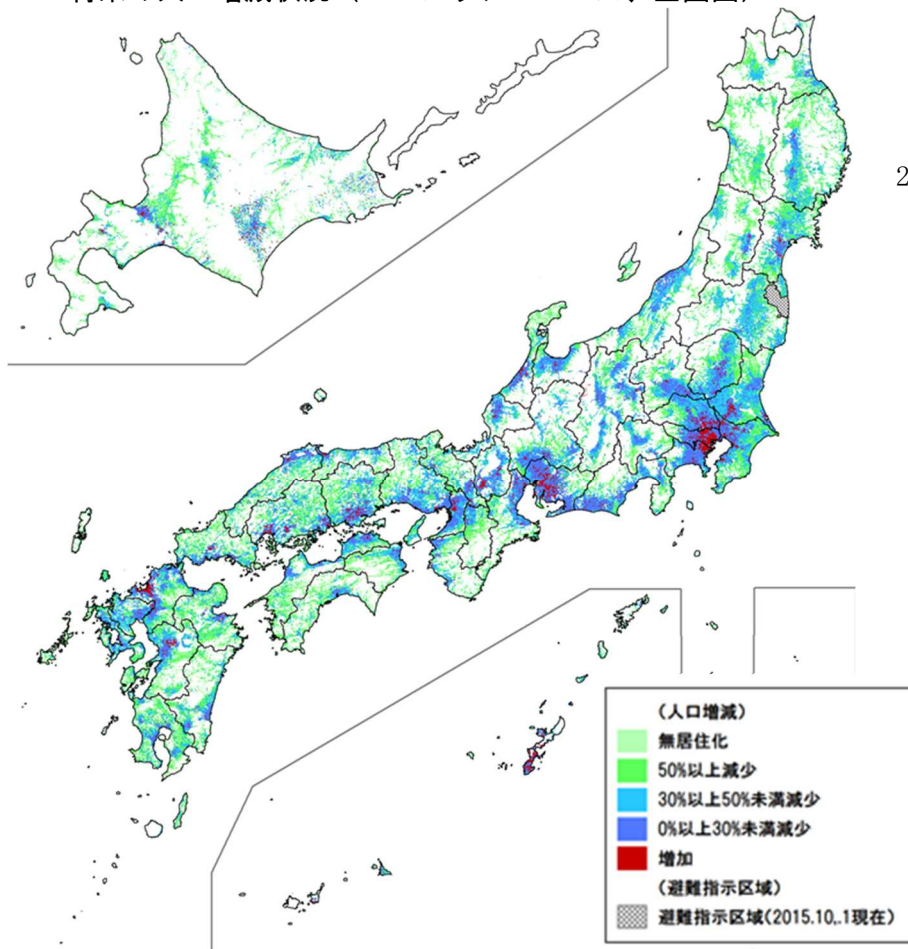 2
(人口増減)
無居住化
50%以上減少
30%以上50%未満減少
0%以上30%未満減少
増加
(避難指示区域)
避難指示区域(2015.10,.1現在)